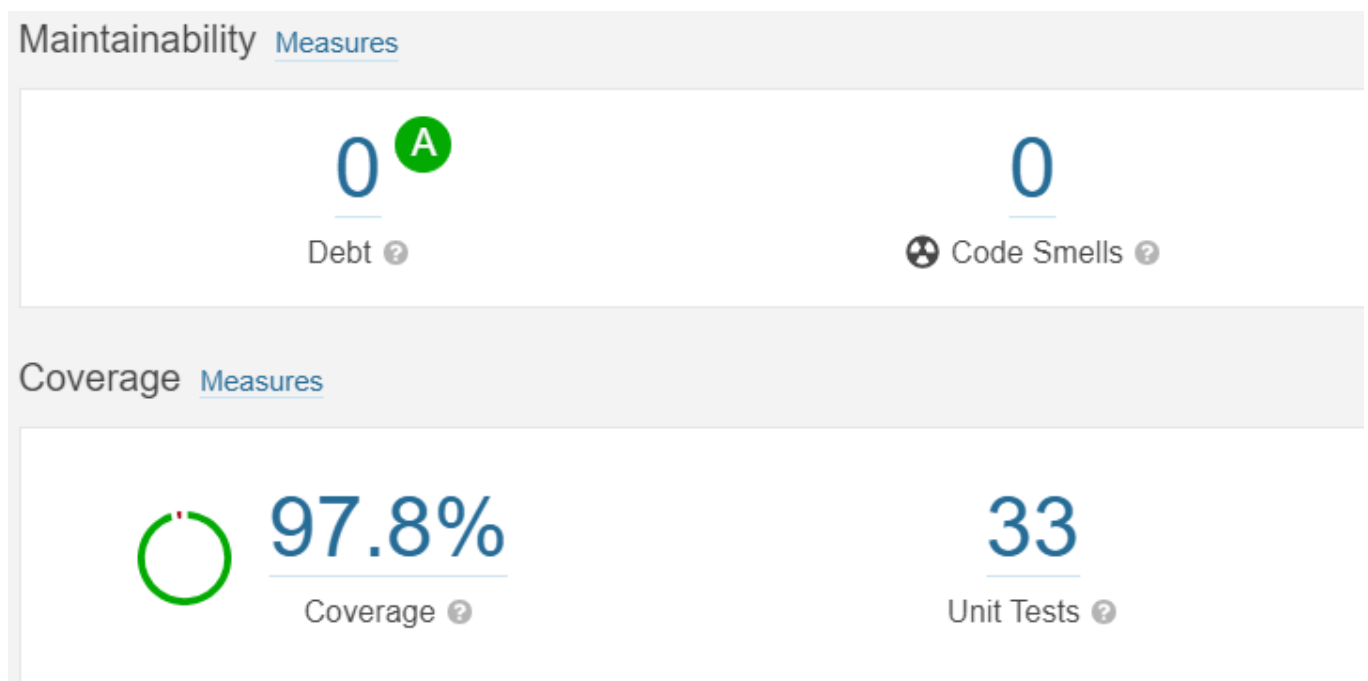 Maintainability Measures
0 A
0
Debt ?
Code Smells ?
Coverage Measures
97.8%
33
Coverage ?
Unit Tests ?